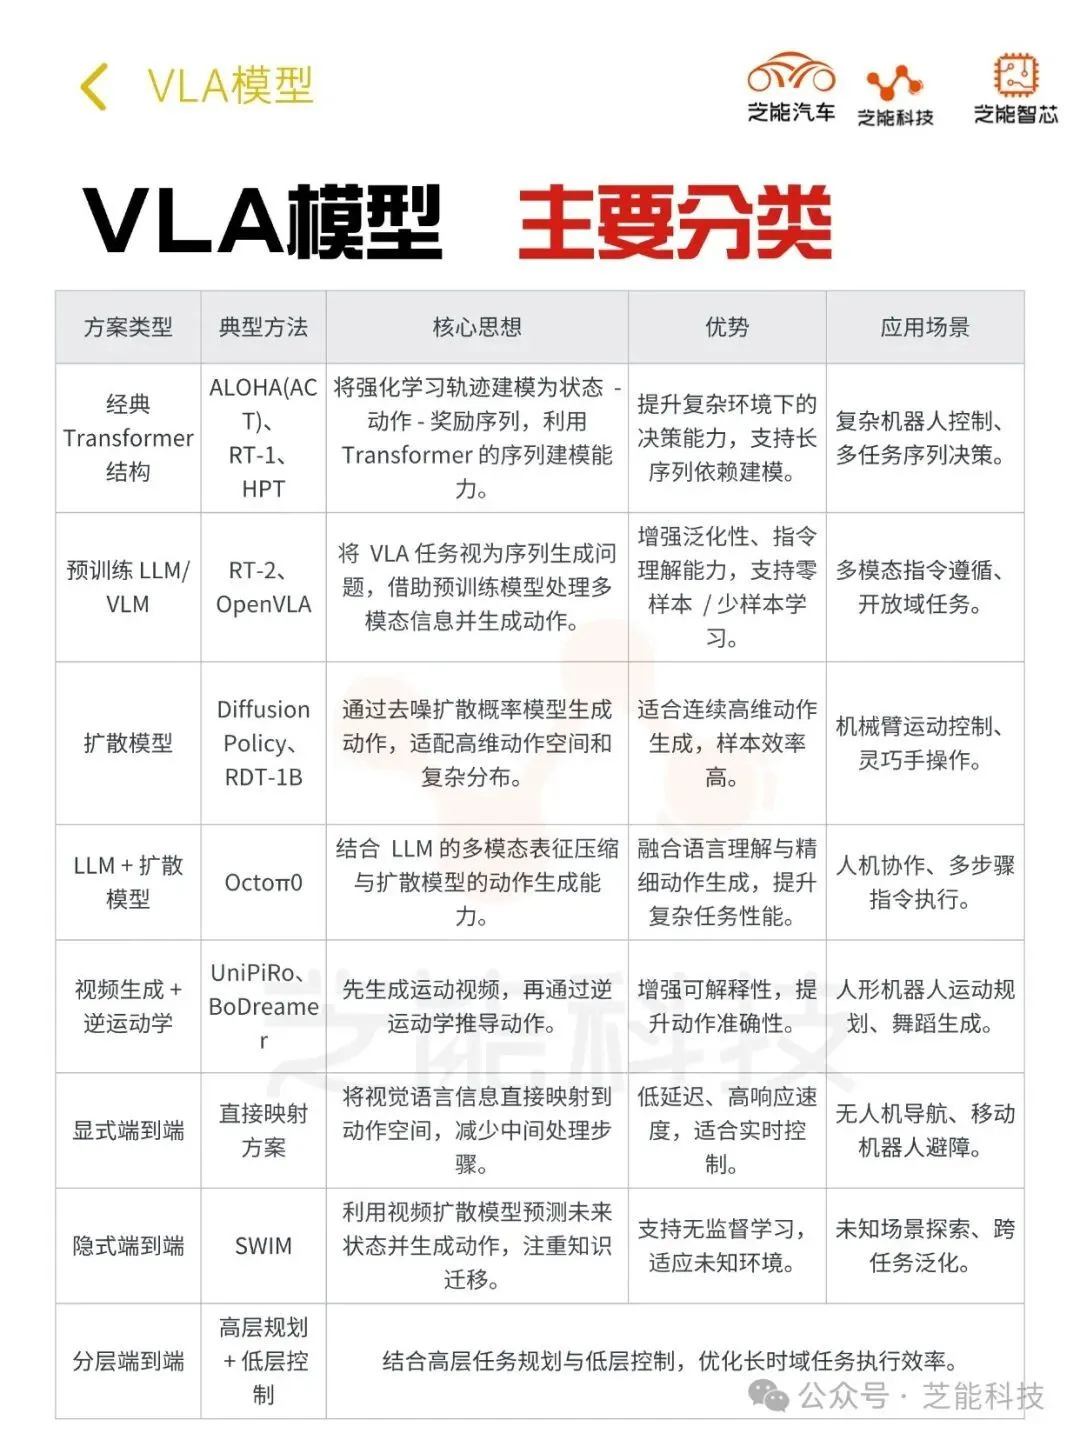 VLA模型
芝能汽车
芝能科技
芝能智芯
VLA模型 主要分类
方案类型
典型方法
核心思想
优势
应用场景
经典
Transformer
结构
ALOHA(AC
T)、
RT-1、
HPT
将强化学习轨迹建模为状态 -
动作 - 奖励序列，利用
Transformer 的序列建模能
力。
提升复杂环境下的
决策能力，支持长
序列依赖建模。
复杂机器人控制、
多任务序列决策。
预训练 LLM/
VLM
RT-2、
OpenVLA
将 VLA 任务视为序列生成问
题，借助预训练模型处理多
模态信息并生成动作。
增强泛化性、指令
理解能力，支持零
样本 / 少样本学
习。
多模态指令遵循、
开放域任务。
扩散模型
Diffusion
Policy、
RDT-1B
通过去噪扩散概率模型生成
动作，适配高维动作空间和
复杂分布。
适合连续高维动作
生成，样本效率
高。
机械臂运动控制、
灵巧手操作。
LLM + 扩散
模型
Octoπ0
结合 LLM 的多模态表征压缩
与扩散模型的动作生成能
力。
融合语言理解与精
细动作生成，提升
复杂任务性能。
人机协作、多步骤
指令执行。
视频生成 +
逆运动学
UniPiRo、
BoDreame
r
先生成运动视频，再通过逆
运动学推导动作。
增强可解释性，提
升动作准确性。
人形机器人运动规
划、舞蹈生成。
显式端到端
直接映射
方案
将视觉语言信息直接映射到
动作空间，减少中间处理步
骤。
低延迟、高响应速
度，适合实时控
制。
无人机导航、移动
机器人避障。
隐式端到端
SWIM
利用视频扩散模型预测未来
状态并生成动作，注重知识
迁移。
支持无监督学习，
适应未知环境。
未知场景探索、跨
任务泛化。
分层端到端
高层规划
+ 低层控
制
结合高层任务规划与低层控制，优化长时域任务执行效率。
芝能科技
公众号 · 芝能科技